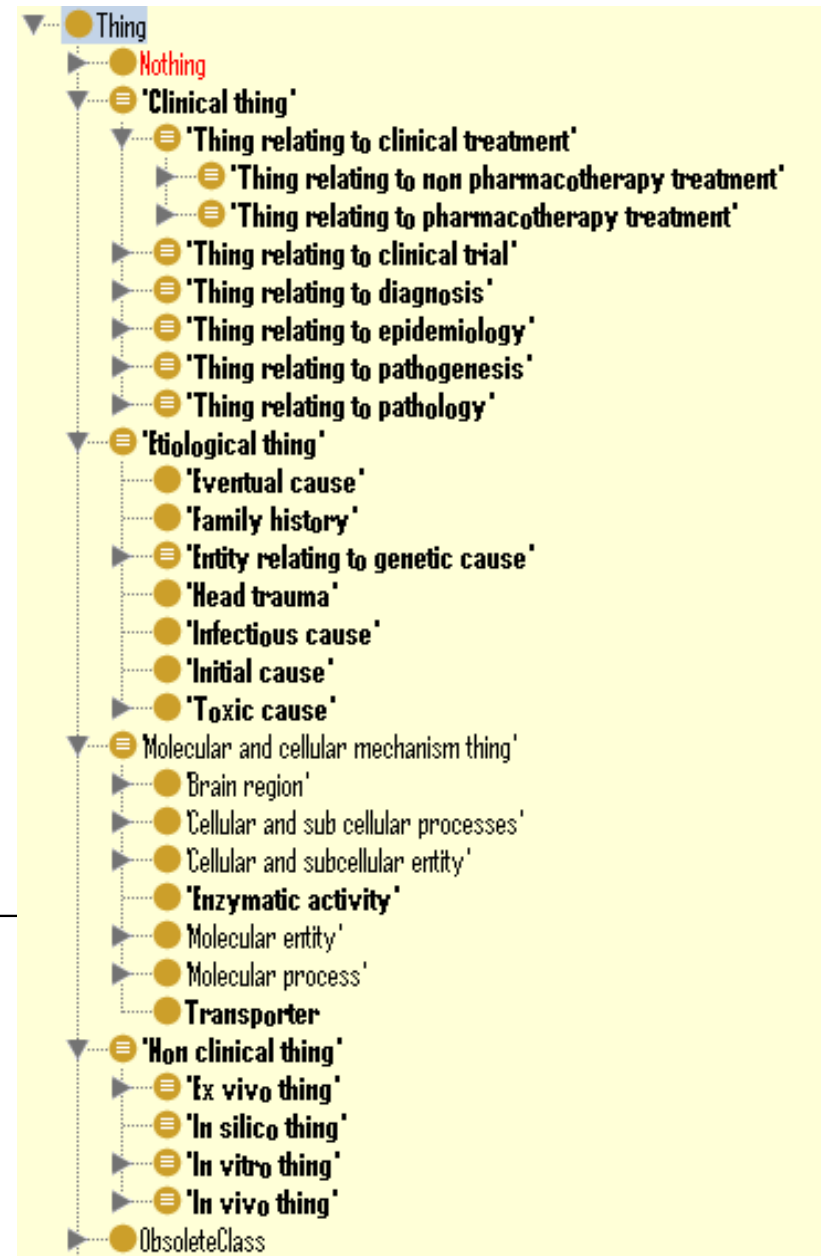 Thing
Nothing
'Clinical thing'
'Thing relating to clinical treatment'
'Thing relating to non pharmacotherapy treatment'
'Thing relating to pharmacotherapy treatment'
'Thing relating to clinical trial'
'Thing relating to diagnosis'
'Thing relating to epidemiology'
'Thing relating to pathogenesis'
'Thing relating to pathology'
'Etiological thing'
'Eventual cause'
'Family history'
'Entity relating to genetic cause'
'Head trauma'
'Infectious cause'
'Initial cause'
'Toxic cause'
'Molecular and cellular mechanism thing'
'Brain region'
'Cellular and sub cellular processes'
'Cellular and subcellular entity'
'Enzymatic activity'
'Molecular entity'
'Molecular process'
Transporter
'Non clinical thing'
'Ex vivo thing'
'In silico thing'
'In vitro thing'
'In vivo thing'
ObsoleteClass